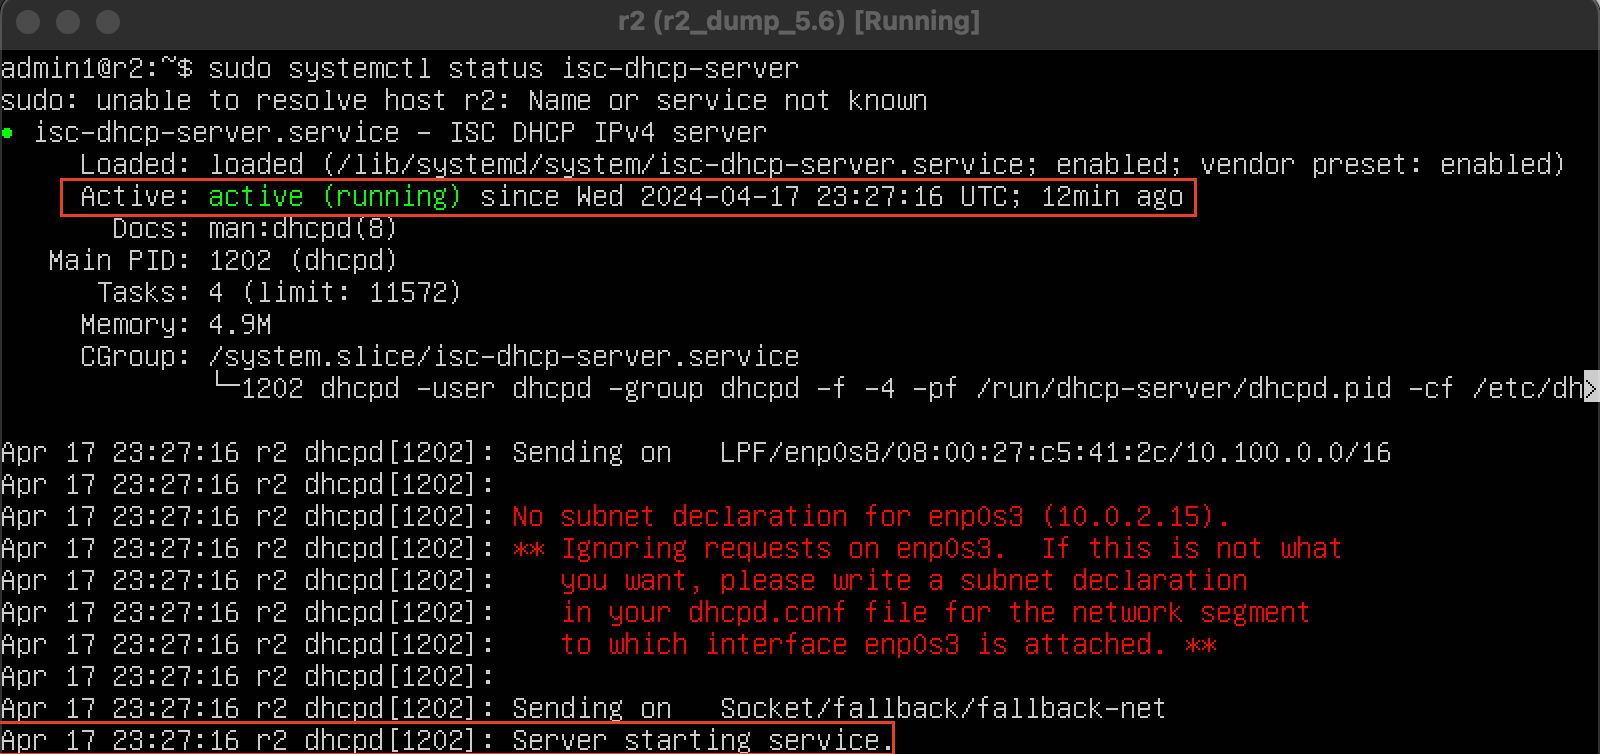 r2 (r2_dump_5.6) [Running]
admin1@r2:~$ sudo systemctl status isc-dhcp-server
sudo: unable to resolve host r2: Name or service not known
● isc-dhcp-server.service - ISC DHCP IPv4 server
Loaded: loaded (/lib/systemd/system/isc-dhcp-server.service; enabled; vendor preset: enabled)
Active: active (running) since Wed 2024-04-17 23:27:16 UTC; 12min ago
Docs: man:dhcpd(8)
Main PID: 1202 (dhcpd)
Tasks: 4 (limit: 11572)
Memory: 4.9M
CGroup: /system.slice/isc-dhcp-server.service
└─1202 dhcpd -user dhcpd -group dhcpd -f -4 -pf /run/dhcp-server/dhcpd.pid -cf /etc/dh>
Apr 17 23:27:16 r2 dhcpd[1202]: Sending on   LPF/enp0s8/08:00:27:c5:41:2c/10.100.0.0/16
Apr 17 23:27:16 r2 dhcpd[1202]:
Apr 17 23:27:16 r2 dhcpd[1202]: No subnet declaration for enp0s3 (10.0.2.15).
Apr 17 23:27:16 r2 dhcpd[1202]: ** Ignoring requests on enp0s3.  If this is not what
Apr 17 23:27:16 r2 dhcpd[1202]:    you want, please write a subnet declaration
Apr 17 23:27:16 r2 dhcpd[1202]:    in your dhcpd.conf file for the network segment
Apr 17 23:27:16 r2 dhcpd[1202]:    to which interface enp0s3 is attached. **
Apr 17 23:27:16 r2 dhcpd[1202]:
Apr 17 23:27:16 r2 dhcpd[1202]: Sending on   Socket/fallback/fallback-net
Apr 17 23:27:16 r2 dhcpd[1202]: Server starting service.